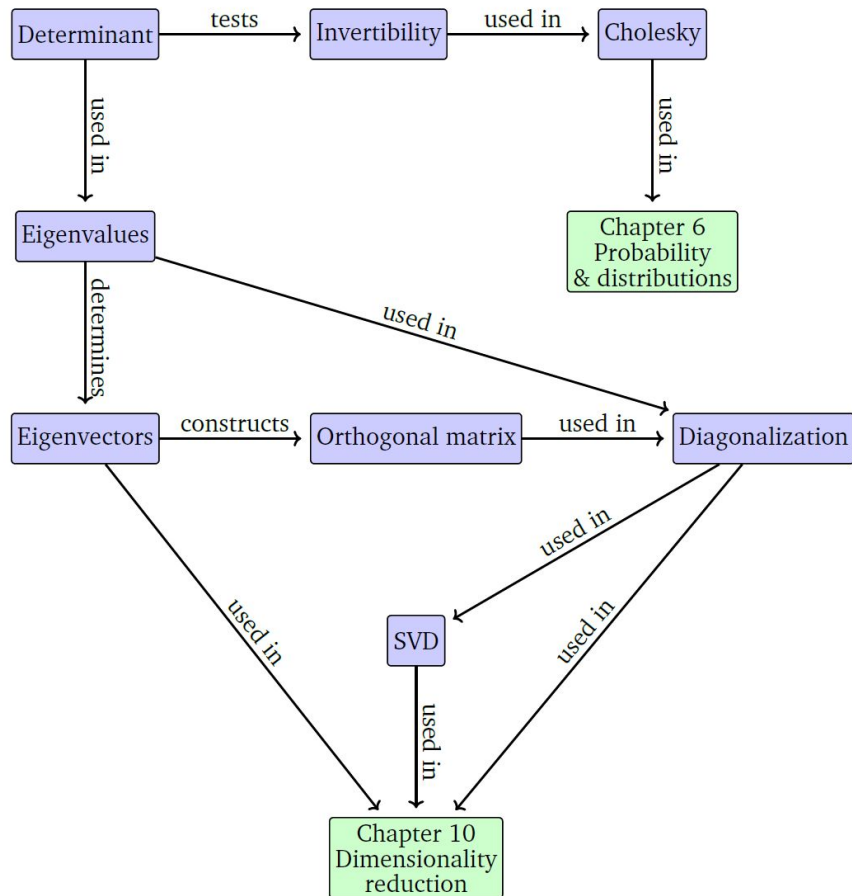 Determinant
tests
Invertibility
used in
Cholesky
used in
used in
Eigenvalues
Chapter 6
Probability
& distributions
determines
used in
Eigenvectors
constructs
Orthogonal matrix
used in
Diagonalization
used in
used in
used in
SVD
used in
Chapter 10
Dimensionality
reduction